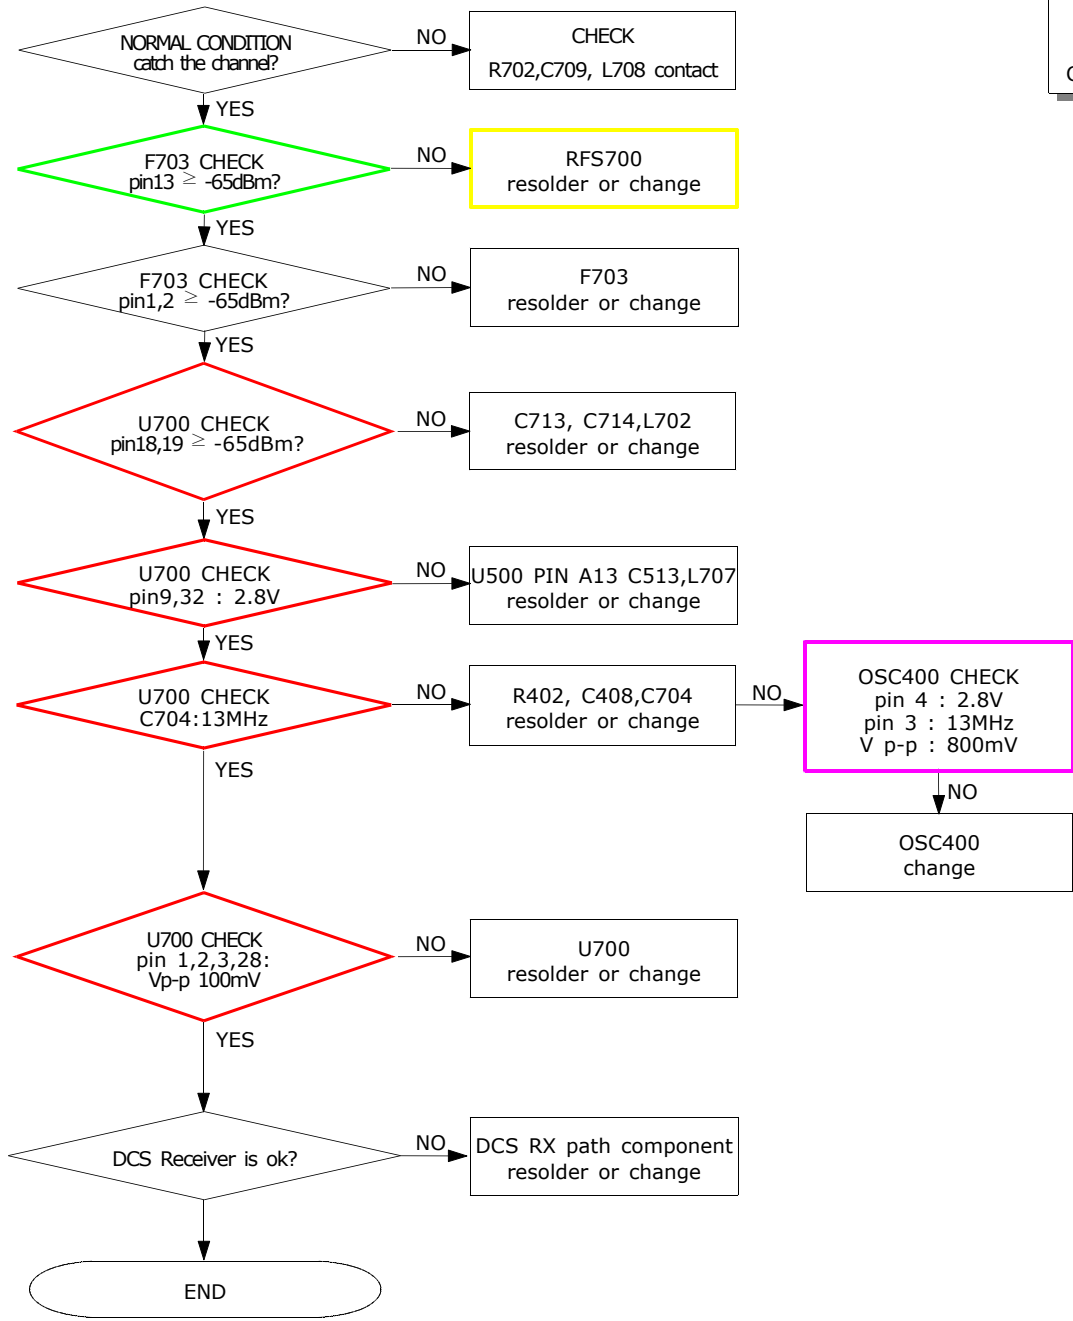 NORMAL CONDITION
catch the channel?
NO
CHECK
R702,C709, L708 contact
YES
F703 CHECK
pin13 ≥ -65dBm?
NO
RFS700
resolder or change
YES
F703 CHECK
pin1,2 ≥ -65dBm?
NO
F703
resolder or change
YES
U700 CHECK
pin18,19 ≥ -65dBm?
NO
C713, C714,L702
resolder or change
YES
U700 CHECK
pin9,32 : 2.8V
NO
U500 PIN A13 C513,L707
resolder or change
YES
U700 CHECK
C704:13MHz
NO
R402, C408,C704
resolder or change
NO
OSC400 CHECK
pin 4 : 2.8V
pin 3 : 13MHz
V p-p : 800mV
NO
OSC400
change
YES
U700 CHECK
pin 1,2,3,28:
Vp-p 100mV
NO
U700
resolder or change
YES
DCS Receiver is ok?
NO
DCS RX path component
resolder or change
END